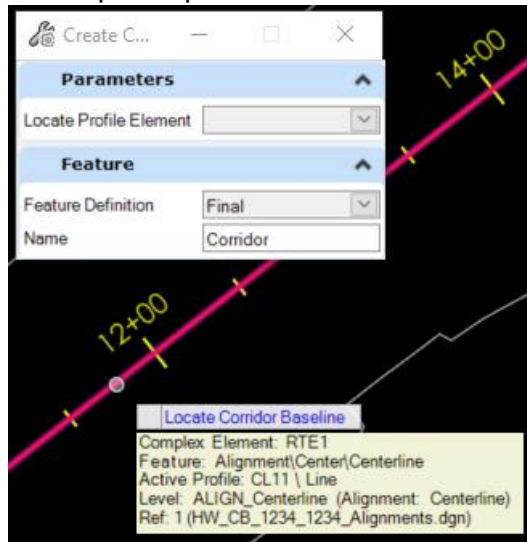 Create C...
Parameters
14+00
Locate Profile Element
Feature
Feature Definition Final
Name Corridor
12+00
Locate Corridor Baseline
Complex Element: RTE1
Feature: Alignment\Center\Centerline
Active Profile: CL11 \ Line
Level: ALIGN_Centerline (Alignment: Centerline)
Ref: 1 (HW_CB_1234_1234_Alignments.dgn)